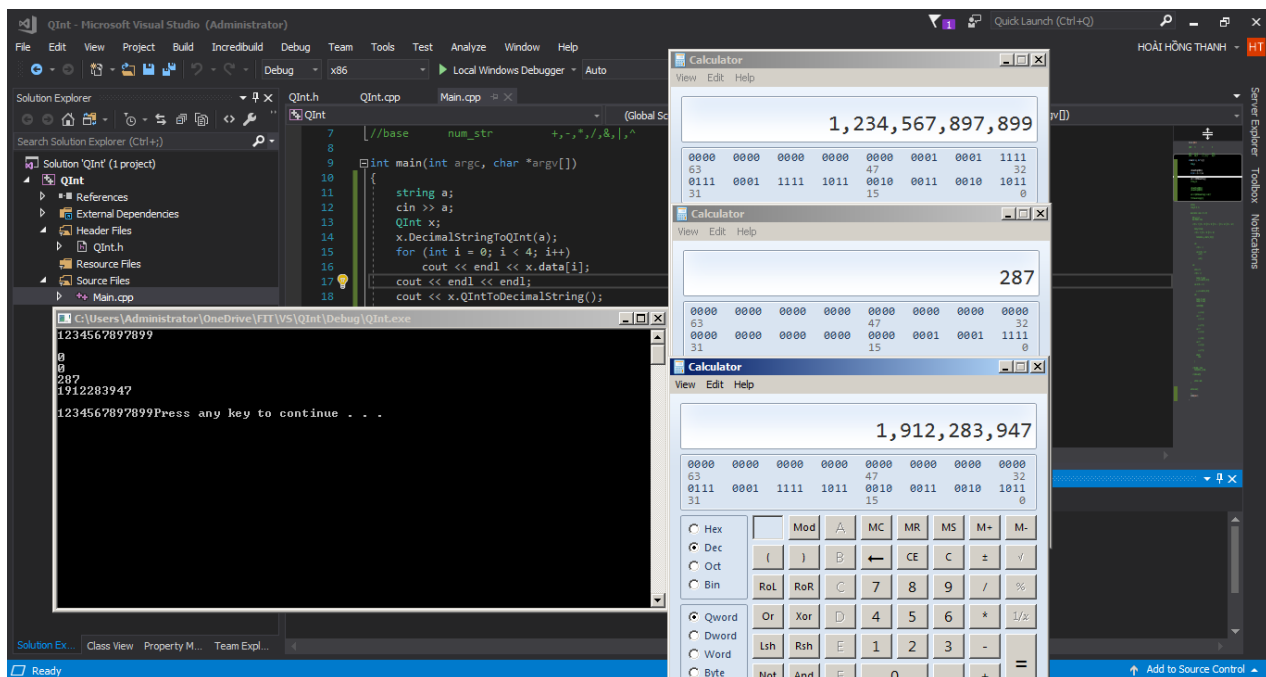 QInt - Microsoft Visual Studio (Administrator)
1
Quick Launch (Ctrl+Q)
File Edit View Project Build Incredibuild Debug Team Tools Test Analyze Window Help
HOÀI HỒNG THANH
HT
Debug x86 Local Windows Debugger Auto
Solution Explorer
Search Solution Explorer (Ctrl+;)
Solution 'QInt' (1 project)
QInt
References
External Dependencies
Header Files
QInt.h
Resource Files
Source Files
Main.cpp
Solution Ex... Class View Property M... Team Expl...
QInt.h QInt.cpp Main.cpp
QInt
(Global Sc
gv[])
7 //base num_str +,-,*,/,&,|,^
8
9 int main(int argc, char *argv[])
10 {
11 string a;
12 cin >> a;
13 QInt x;
14 x.DecimalStringToQInt(a);
15 for (int i = 0; i < 4; i++)
16 cout << endl << x.data[i];
17 cout << endl << endl;
18 cout << x.QIntToDecimalString();
C:\Users\Administrator\OneDrive\FIT\VS\QInt\Debug\QInt.exe
1234567897899
0
0
287
1912283947
1234567897899Press any key to continue . . .
Calculator
View Edit Help
1,234,567,897,899
0000 0000 0000 0000 0000 0001 0001 1111
63 47 32
0111 0001 1111 1011 0010 0011 0010 1011
31 15 0
Calculator
View Edit Help
287
0000 0000 0000 0000 0000 0000 0000 0000
63 47 32
0000 0000 0000 0000 0000 0001 0001 1111
31 15 0
Calculator
View Edit Help
1,912,283,947
0000 0000 0000 0000 0000 0000 0000 0000
63 47 32
0111 0001 1111 1011 0010 0011 0010 1011
31 15 0
Hex
Dec
Oct
Bin
Qword
Dword
Word
Byte
Mod A MC MR MS M+ M-
( ) B ← CE C ± √
RoL RoR C 7 8 9 / %
Or Xor D 4 5 6 * 1/x
Lsh Rsh E 1 2 3 - =
Not And F 0 . +
Server Explorer
Toolbox
Notifications
Ready
Add to Source Control